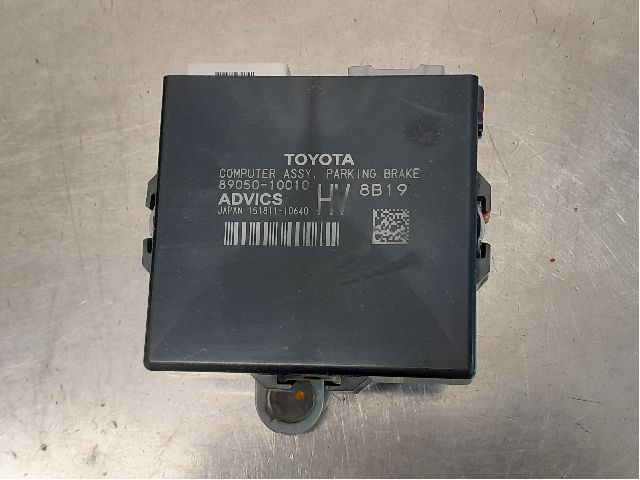 TOYOTA
COMPUTER ASSY, PARKING BRAKE
89050-10010 HV 8B19
ADVICS
JAPAN 151811-10640